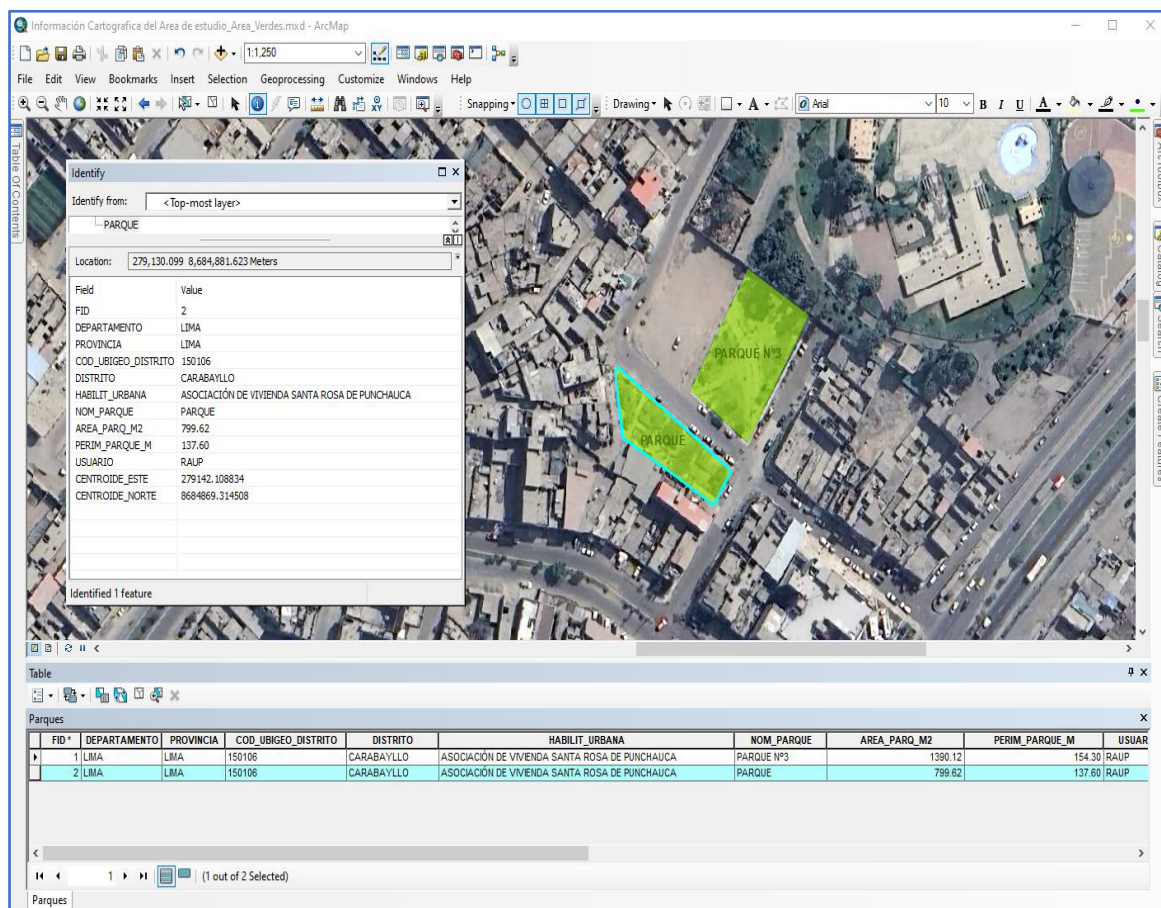 Información Cartografica del Area de estudio_Area_Verdes.mxd - ArcMap
1:1,250
File Edit View Bookmarks Insert Selection Geoprocessing Customize Windows Help
Snapping Drawing A Arial 10 B I U A
Table Of Contents
ArcToolbox
Catalog
Search
Create Features
Identify
Identify from: <Top-most layer>
PARQUE
Location: 279,130.099 8,684,881.623 Meters
Field Value
FID 2
DEPARTAMENTO LIMA
PROVINCIA LIMA
COD_UBIGEO_DISTRITO 150106
DISTRITO CARABAYLLO
HABILIT_URBANA ASOCIACIÓN DE VIVIENDA SANTA ROSA DE PUNCHAUCA
NOM_PARQUE PARQUE
AREA_PARQ_M2 799.62
PERIM_PARQUE_M 137.60
USUARIO RAUP
CENTROIDE_ESTE 279142.108834
CENTROIDE_NORTE 8684869.314508
Identified 1 feature
PARQUE Nº3
PARQUE
Table
Parques
FID * DEPARTAMENTO PROVINCIA COD_UBIGEO_DISTRITO DISTRITO HABILIT_URBANA NOM_PARQUE AREA_PARQ_M2 PERIM_PARQUE_M USUAR
1 LIMA LIMA 150106 CARABAYLLO ASOCIACIÓN DE VIVIENDA SANTA ROSA DE PUNCHAUCA PARQUE Nº3 1390.12 154.30 RAUP
2 LIMA LIMA 150106 CARABAYLLO ASOCIACIÓN DE VIVIENDA SANTA ROSA DE PUNCHAUCA PARQUE 799.62 137.60 RAUP
1 (1 out of 2 Selected)
Parques